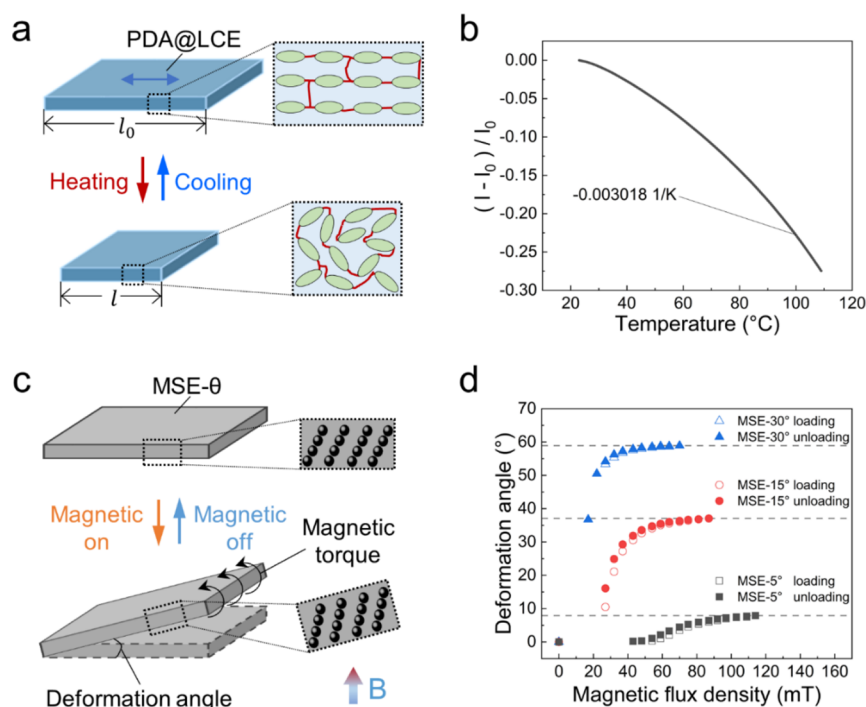 a
PDA@LCE
l₀
Heating
Cooling
l
b
0.00
-0.05
-0.10
-0.15
-0.20
-0.25
-0.30
(l - l₀) / l₀
-0.003018 1/K
0 20 40 60 80 100 120
Temperature (°C)
c
MSE-θ
Magnetic on
Magnetic off
Magnetic torque
Deformation angle
B
d
70
60
50
40
30
20
10
0
Deformation angle (°)
MSE-30° loading
MSE-30° unloading
MSE-15° loading
MSE-15° unloading
MSE-5° loading
MSE-5° unloading
0 20 40 60 80 100 120 140 160
Magnetic flux density (mT)